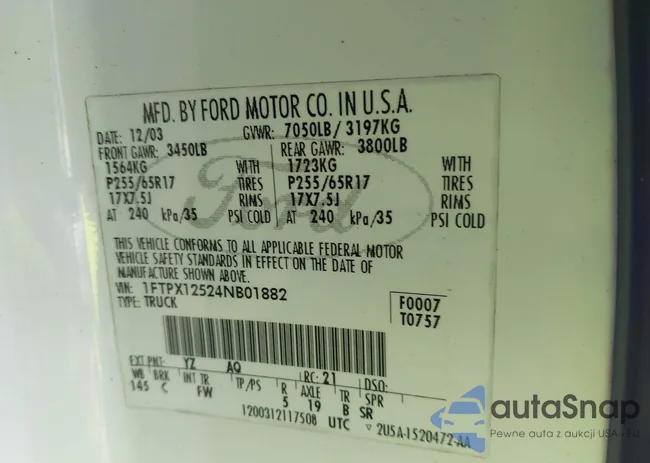 MFD. BY FORD MOTOR CO. IN U.S.A.
DATE: 12/03 GVWR: 7050LB / 3197KG
FRONT GAWR: 3450LB REAR GAWR: 3800LB
1564KG WITH 1723KG WITH
P255/65R17 TIRES P255/65R17 TIRES
17X7.5J RIMS 17X7.5J RIMS
AT 240 kPa/35 PSI COLD AT 240 kPa/35 PSI COLD
Ford
THIS VEHICLE CONFORMS TO ALL APPLICABLE FEDERAL MOTOR
VEHICLE SAFETY STANDARDS IN EFFECT ON THE DATE OF
MANUFACTURE SHOWN ABOVE.
VIN: 1FTPX12524NB01882
TYPE: TRUCK
F0007
T0757
EXT PNT: YZ AQ RC: 21 DSO:
WB BRK INT TR TP/PS R AXLE TR SPR
145 C FW 5 19 B SR
1200312117508 UTC ▽ 2U5A-1520472-AA
autaSnap
Pewne auta z aukcji USA - EU